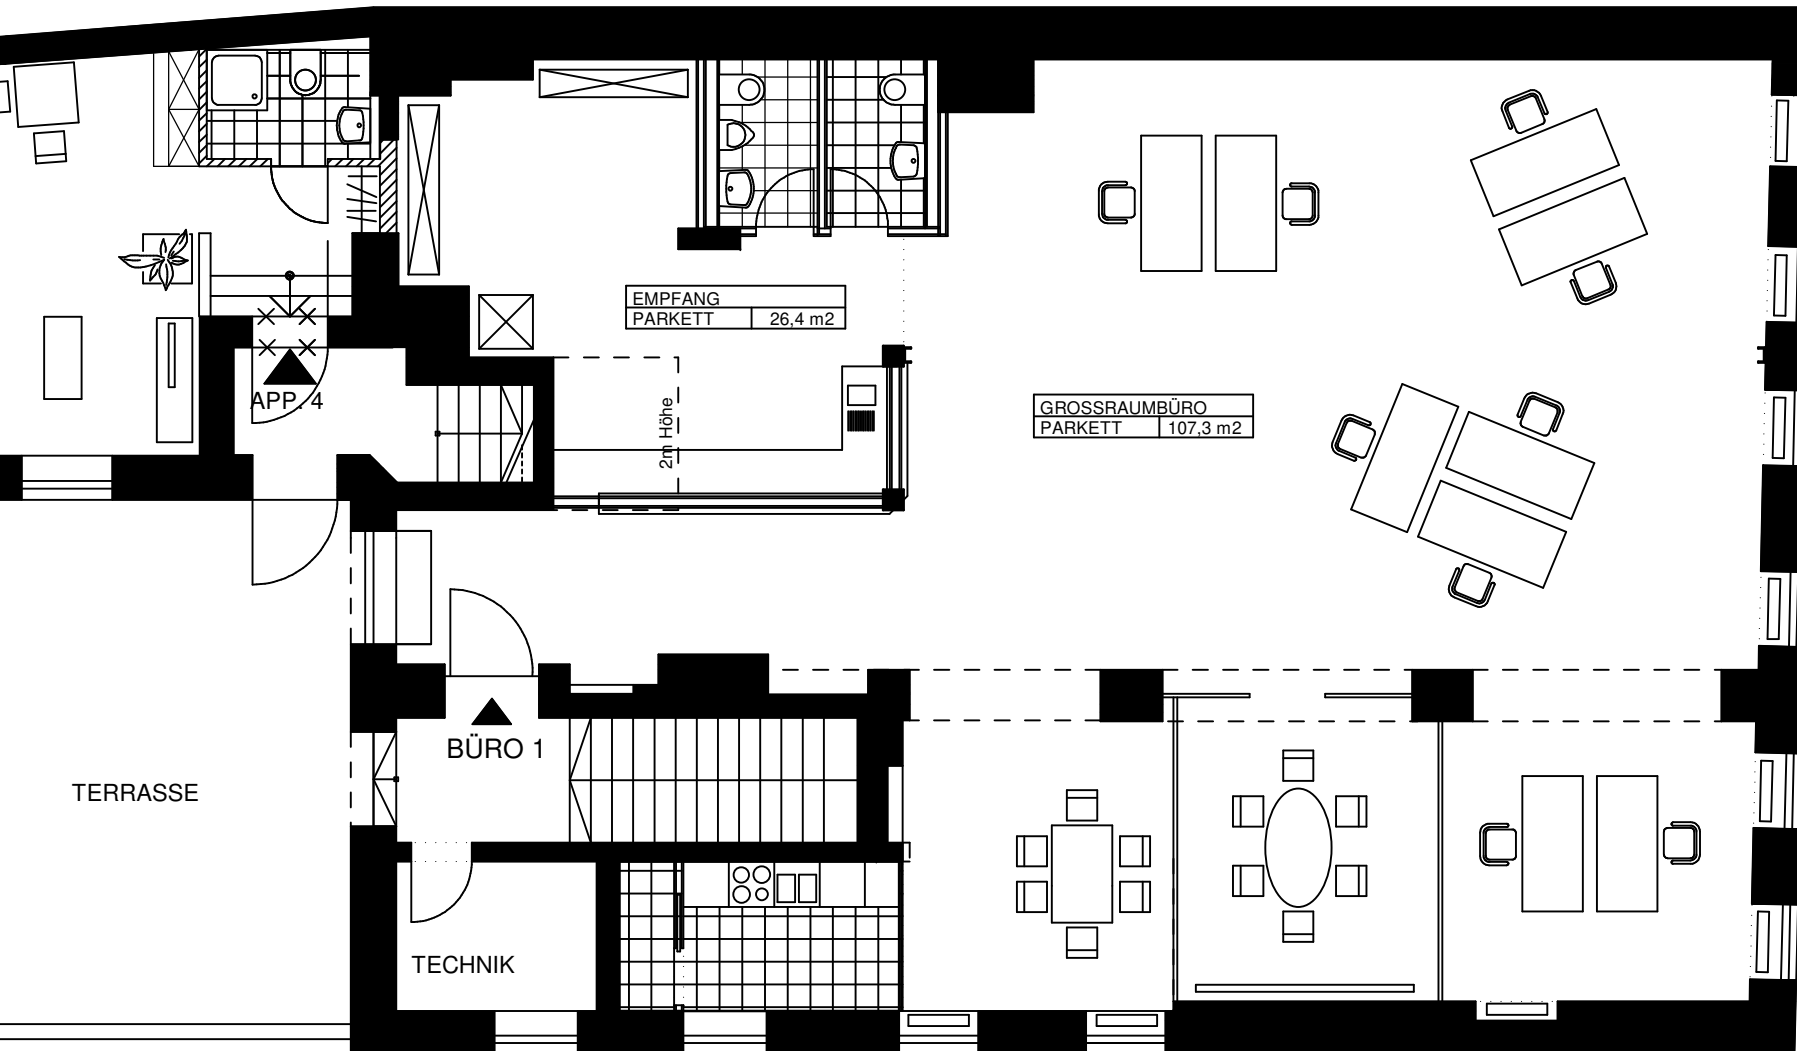 EMPFANG
PARKETT 26,4 m2
2m Höhe
APP. 4
GROSSRAUMBÜRO
PARKETT 107,3 m2
BÜRO 1
TERRASSE
TECHNIK